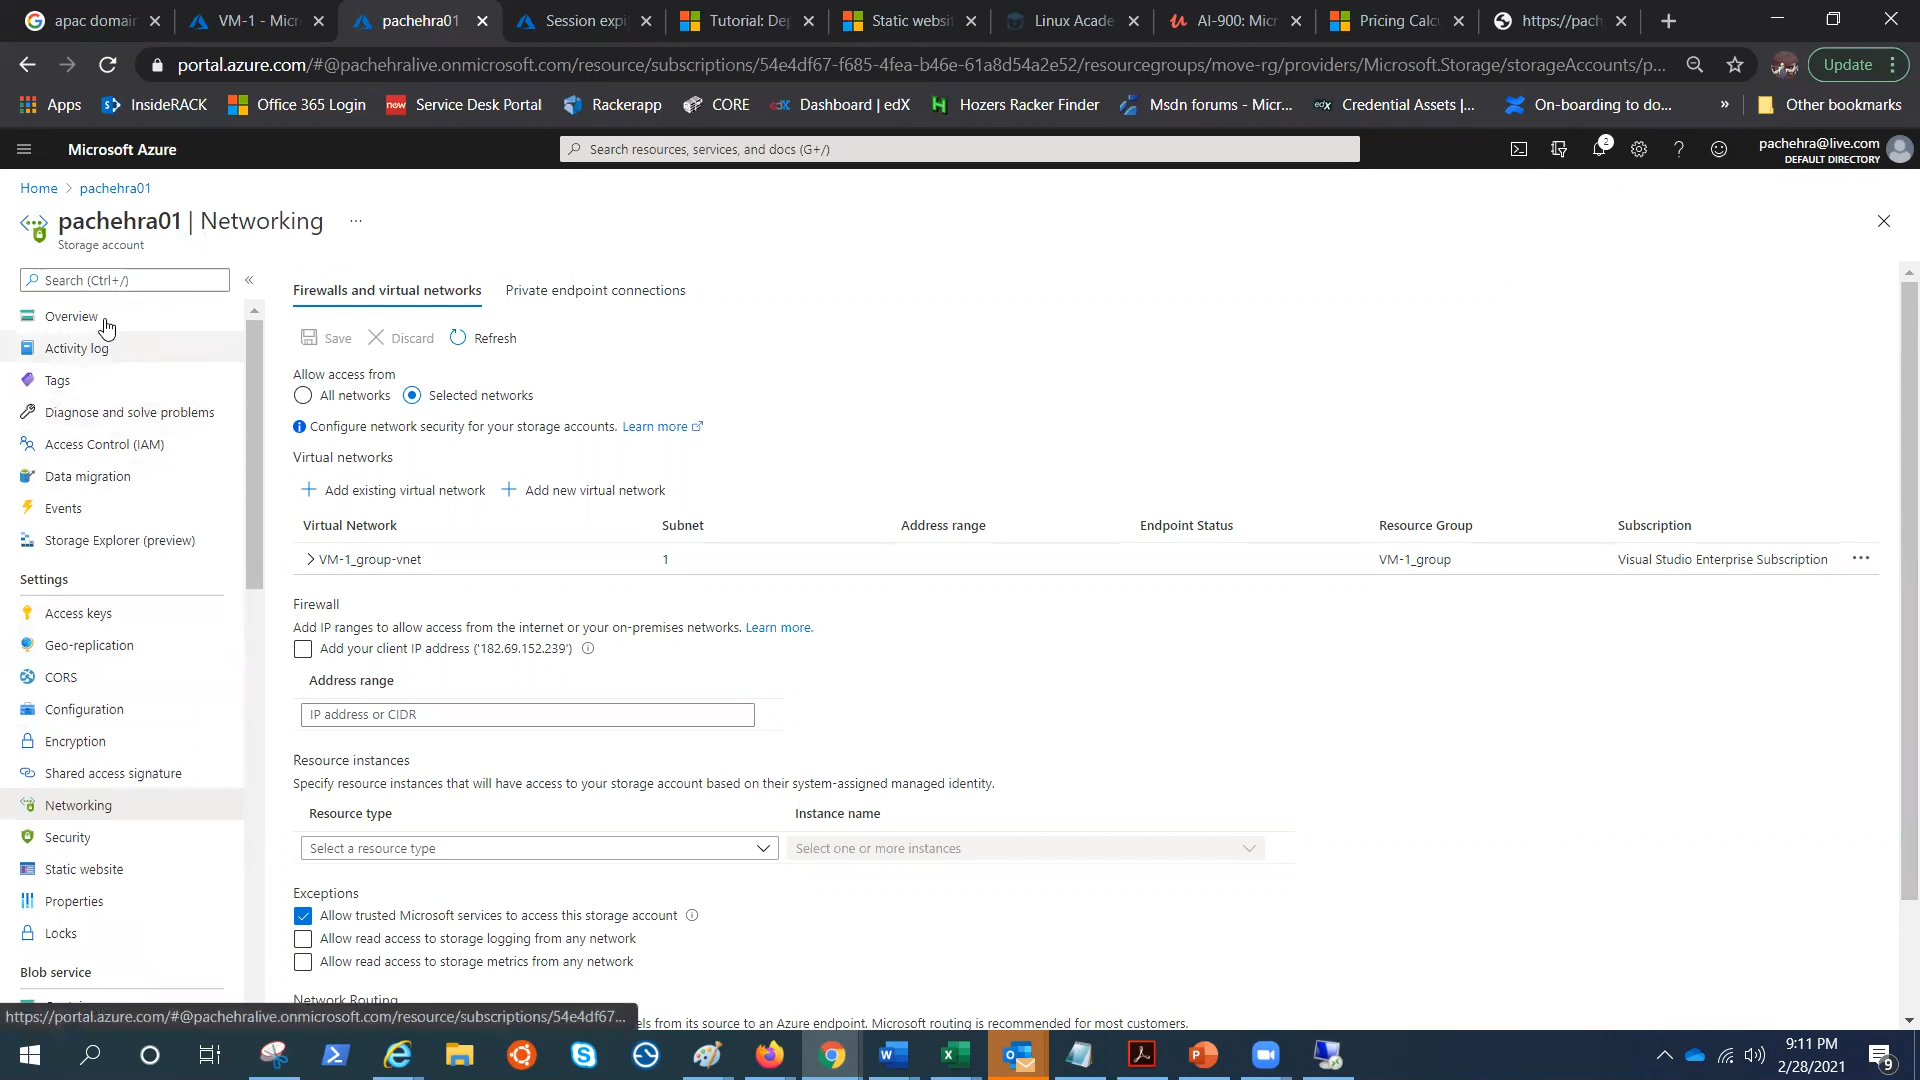 apac domain
VM-1 - Micr
pachehra01
Session expi
Tutorial: De
Static websit
Linux Acade
AI-900: Micr
Pricing Calc
https://pach
portal.azure.com/#@pachehralive.onmicrosoft.com/resource/subscriptions/54e4df67-f685-4fea-b46e-61a8d54a2e52/resourcegroups/move-rg/providers/Microsoft.Storage/storageAccounts/p...
Update
Apps
InsideRACK
Office 365 Login
now
Service Desk Portal
Rackerapp
CORE
edX
Dashboard | edX
Hozers Racker Finder
Msdn forums - Micr...
edx
Credential Assets |...
On-boarding to do...
»
Other bookmarks
Microsoft Azure
Search resources, services, and docs (G+/)
2
pachehra@live.com
DEFAULT DIRECTORY
Home > pachehra01
pachehra01 | Networking ...
Storage account
Search (Ctrl+/)
«
Overview
Activity log
Tags
Diagnose and solve problems
Access Control (IAM)
Data migration
Events
Storage Explorer (preview)
Settings
Access keys
Geo-replication
CORS
Configuration
Encryption
Shared access signature
Networking
Security
Static website
Properties
Locks
Blob service
Firewalls and virtual networks
Private endpoint connections
Save
Discard
Refresh
Allow access from
All networks
Selected networks
Configure network security for your storage accounts. Learn more
Virtual networks
Add existing virtual network
Add new virtual network
Virtual Network Subnet Address range Endpoint Status Resource Group Subscription
VM-1_group-vnet 1 VM-1_group Visual Studio Enterprise Subscription ...
Firewall
Add IP ranges to allow access from the internet or your on-premises networks. Learn more.
Add your client IP address ('182.69.152.239')
Address range
IP address or CIDR
Resource instances
Specify resource instances that will have access to your storage account based on their system-assigned managed identity.
Resource type Instance name
Select a resource type
Select one or more instances
Exceptions
Allow trusted Microsoft services to access this storage account
Allow read access to storage logging from any network
Allow read access to storage metrics from any network
Network Routing
https://portal.azure.com/#@pachehralive.onmicrosoft.com/resource/subscriptions/54e4df67...
els from its source to an Azure endpoint. Microsoft routing is recommended for most customers.
9:11 PM
2/28/2021
9